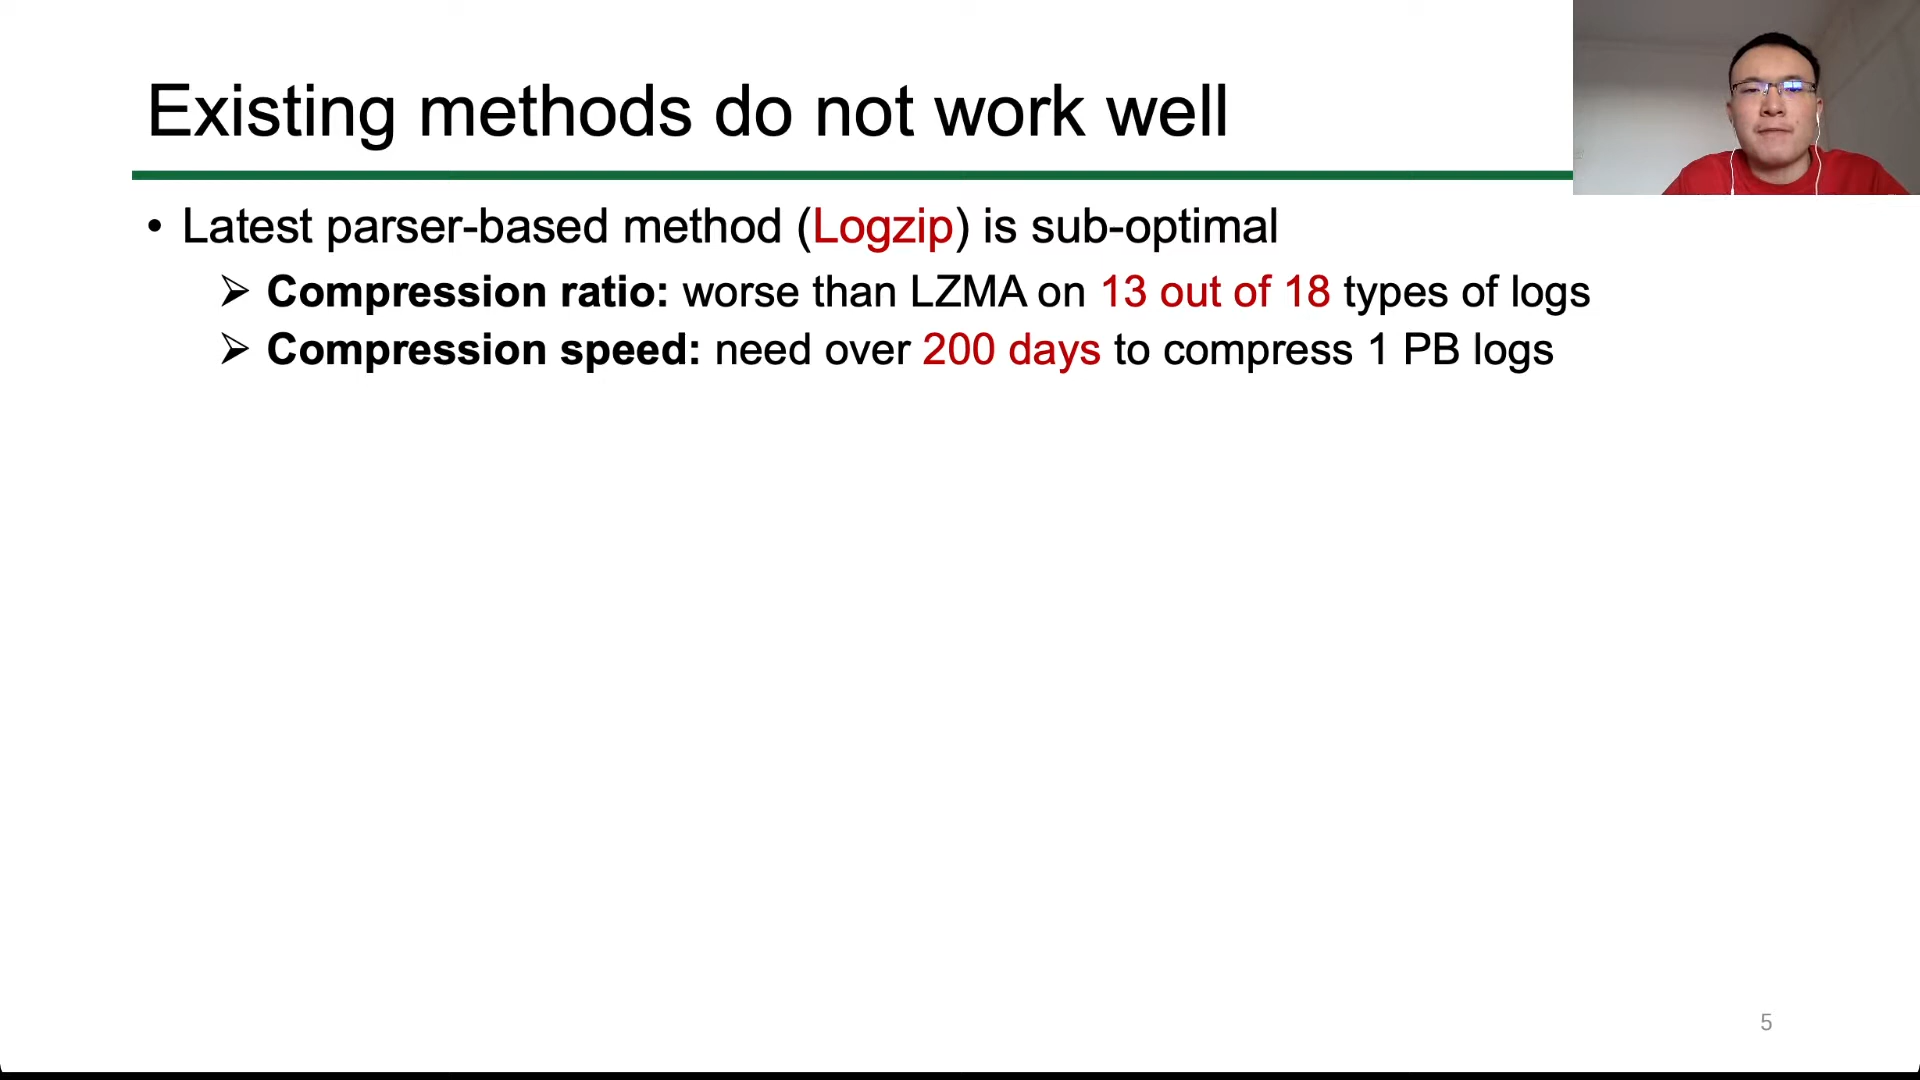 Existing methods do not work well
• Latest parser-based method (Logzip) is sub-optimal
➢ Compression ratio: worse than LZMA on 13 out of 18 types of logs
➢ Compression speed: need over 200 days to compress 1 PB logs
5